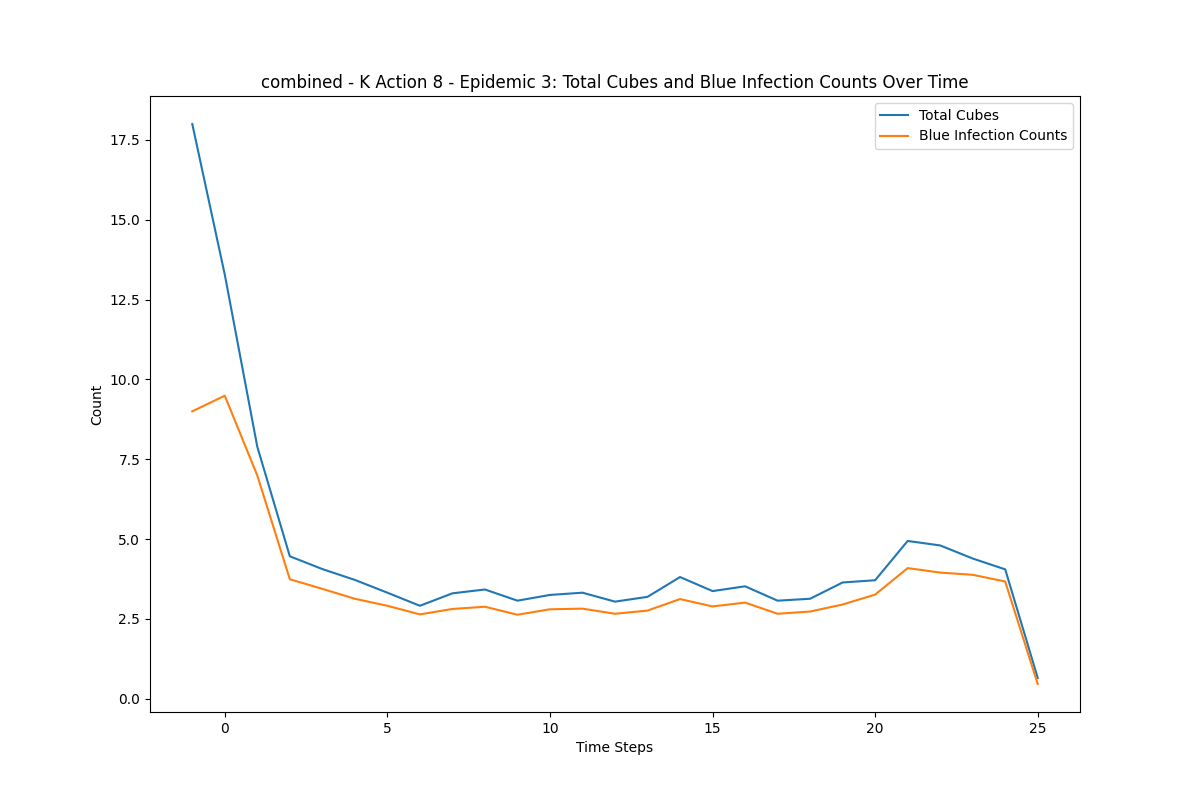 combined - K Action 8 - Epidemic 3: Total Cubes and Blue Infection Counts Over Time
Total Cubes
Blue Infection Counts
17.5
15.0
12.5
10.0
7.5
5.0
2.5
0.0
Count
0 5 10 15 20 25
Time Steps